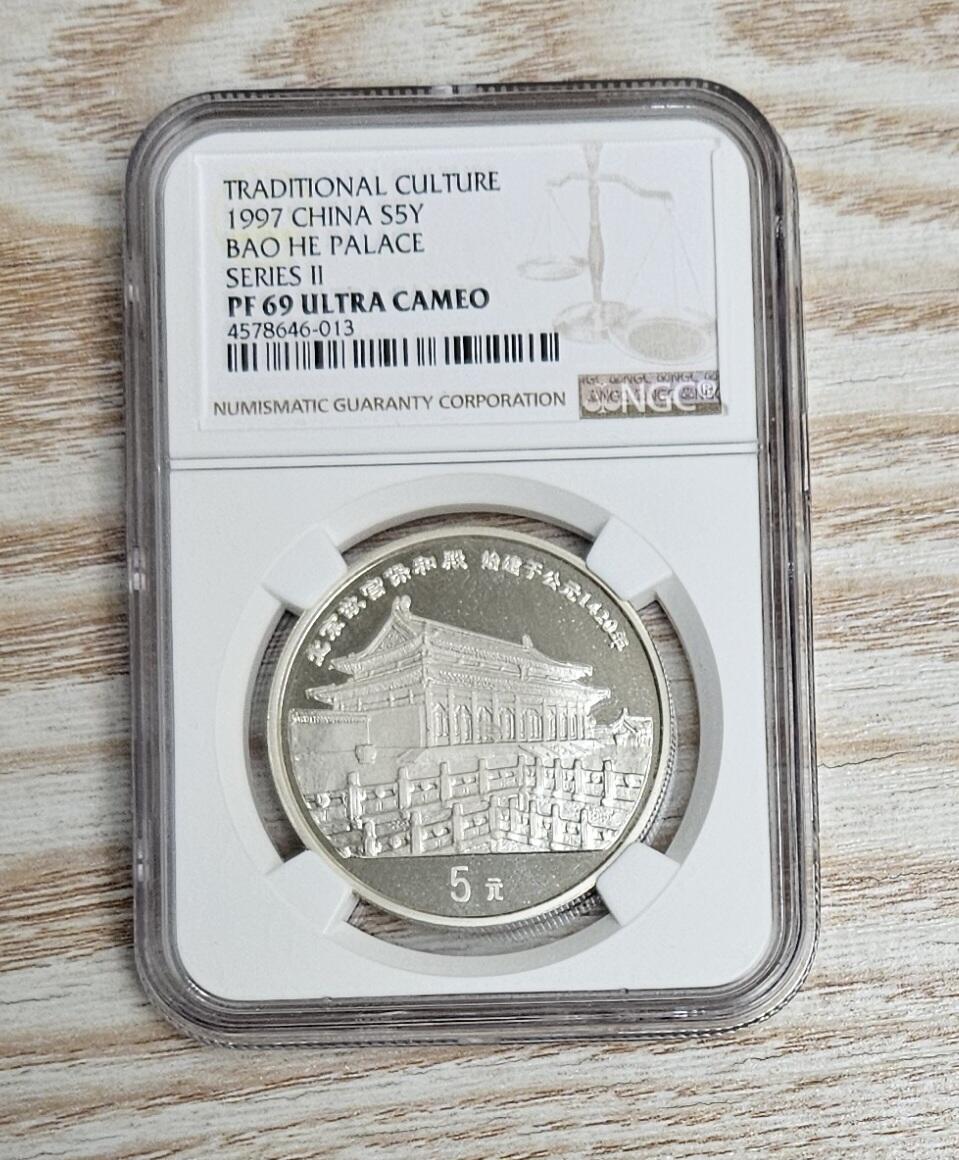 TRADITIONAL CULTURE
1997 CHINA S5Y
BAO HE PALACE
SERIES II
PF 69 ULTRA CAMEO
4578646-013
NUMISMATIC GUARANTY CORPORATION
NGC®
北京故宫保和殿 始建于公元1420年
5元